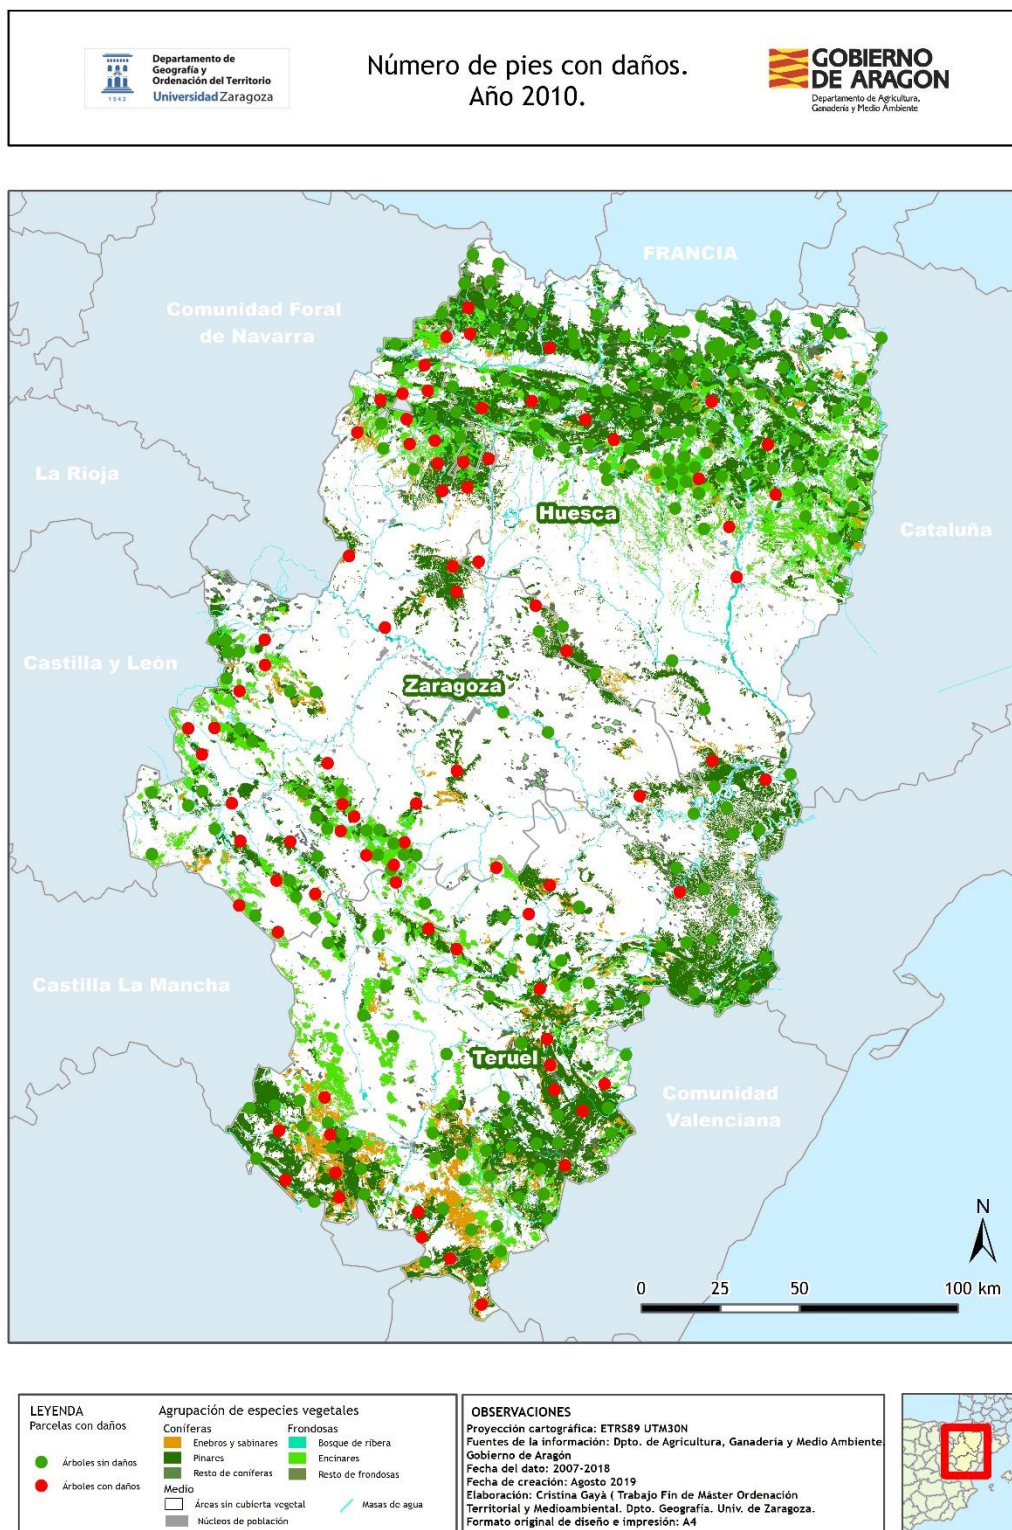 Departamento de
Geografía y
Ordenación del Territorio
Universidad Zaragoza
1542
Número de pies con daños.
Año 2010.
GOBIERNO
DE ARAGON
Departamento de Agricultura,
Ganadería y Medio Ambiente
FRANCIA
Comunidad Foral
de Navarra
La Rioja
Huesca
Cataluña
Castilla y León
Zaragoza
Castilla La Mancha
Teruel
Comunidad
Valenciana
N
0 25 50 100 km
LEYENDA
Parcelas con daños
Árboles sin daños
Árboles con daños
Agrupación de especies vegetales
Coníferas
Enebros y sabinares
Pinares
Resto de coníferas
Frondosas
Bosque de ribera
Encinares
Resto de frondosas
Medio
Áreas sin cubierta vegetal
Masas de agua
Núcleos de población
OBSERVACIONES
Proyección cartográfica: ETRS89 UTM30N
Fuentes de la información: Dpto. de Agricultura, Ganadería y Medio Ambiente.
Gobierno de Aragón
Fecha del dato: 2007-2018
Fecha de creación: Agosto 2019
Elaboración: Cristina Gayà ( Trabajo Fin de Máster Ordenación
Territorial y Medioambiental. Dpto. Geografía. Univ. de Zaragoza.
Formato original de diseño e impresión: A4